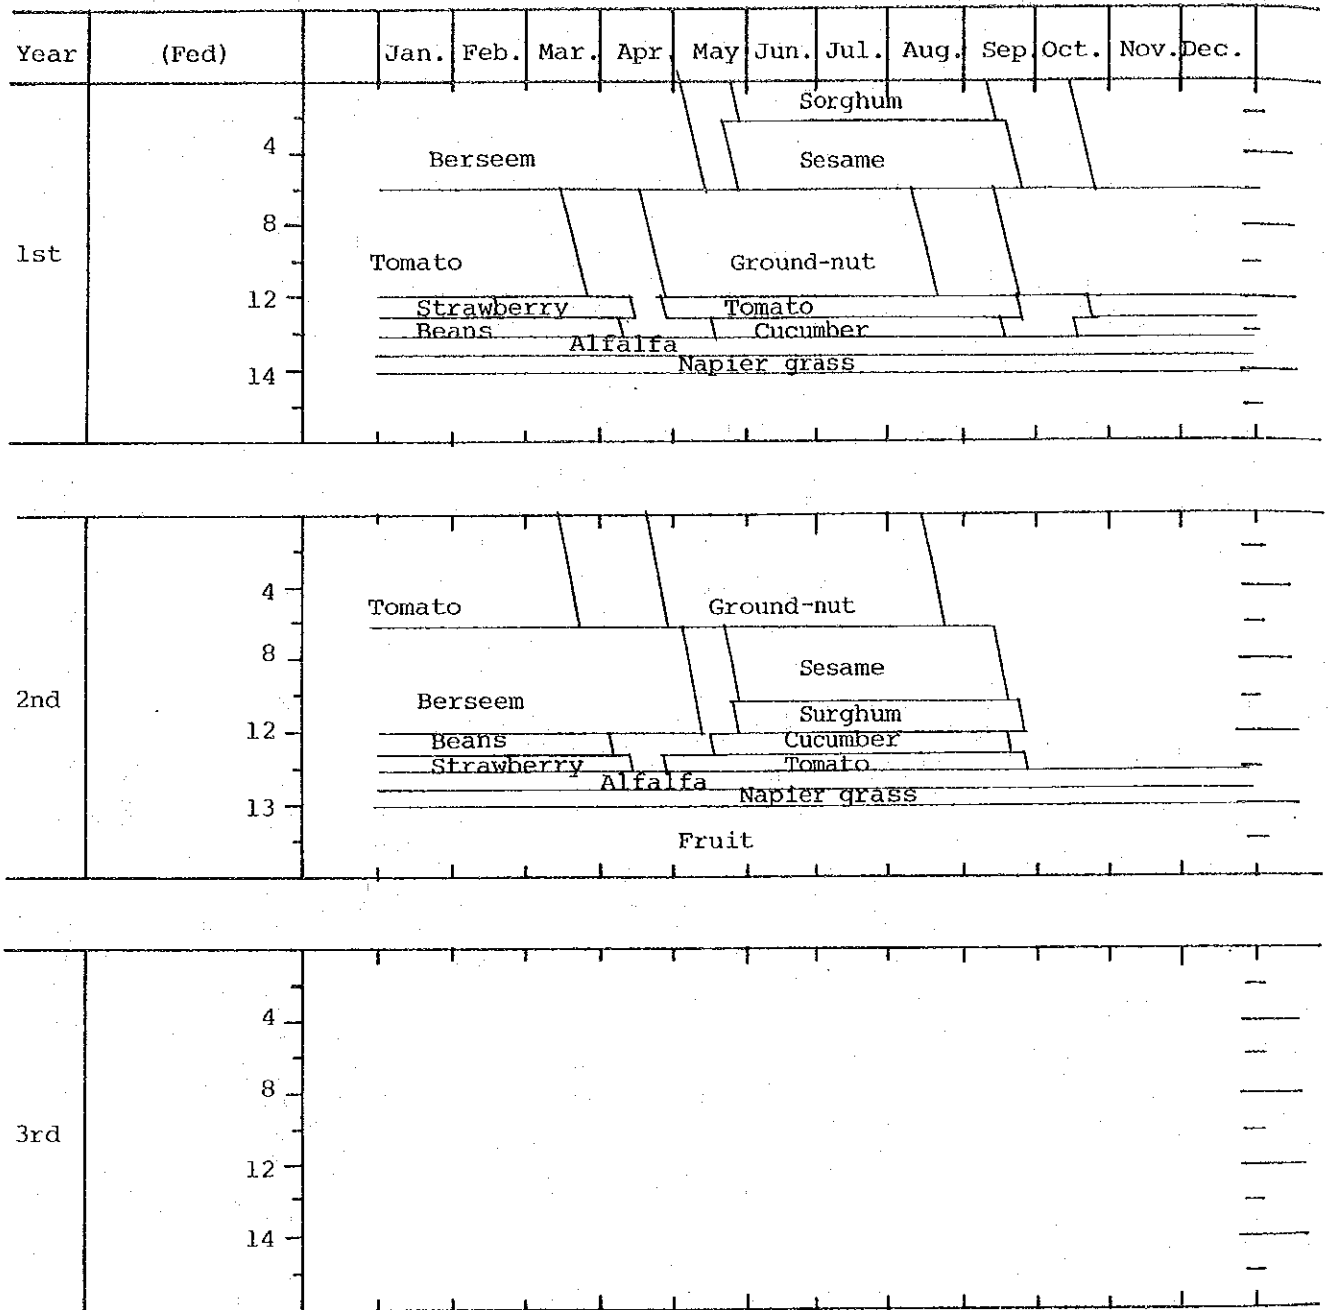 Year (Fed) Jan. Feb. Mar. Apr. May Jun. Jul. Aug. Sep. Oct. Nov. Dec.
Sorghum
4
Berseem Sesame
8
1st
Tomato Ground-nut
12
Strawberry Tomato
Beans Cucumber
Alfalfa
Napier grass
14
4
Tomato Ground-nut
8
Sesame
2nd
Berseem
Surghum
12
Beans Cucumber
Strawberry Tomato
Alfalfa
Napier grass
13
Fruit
4
8
3rd
12
14